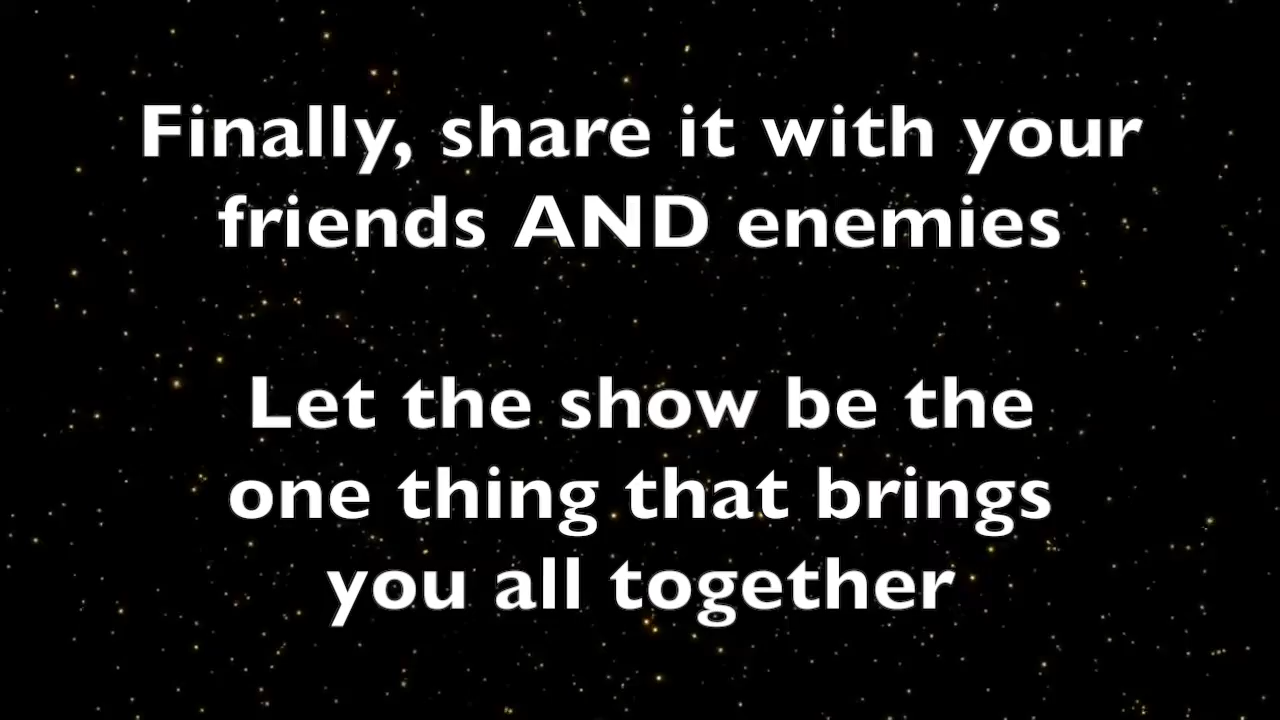 Finally, share it with your
friends AND enemies
Let the show be the
one thing that brings
you all together